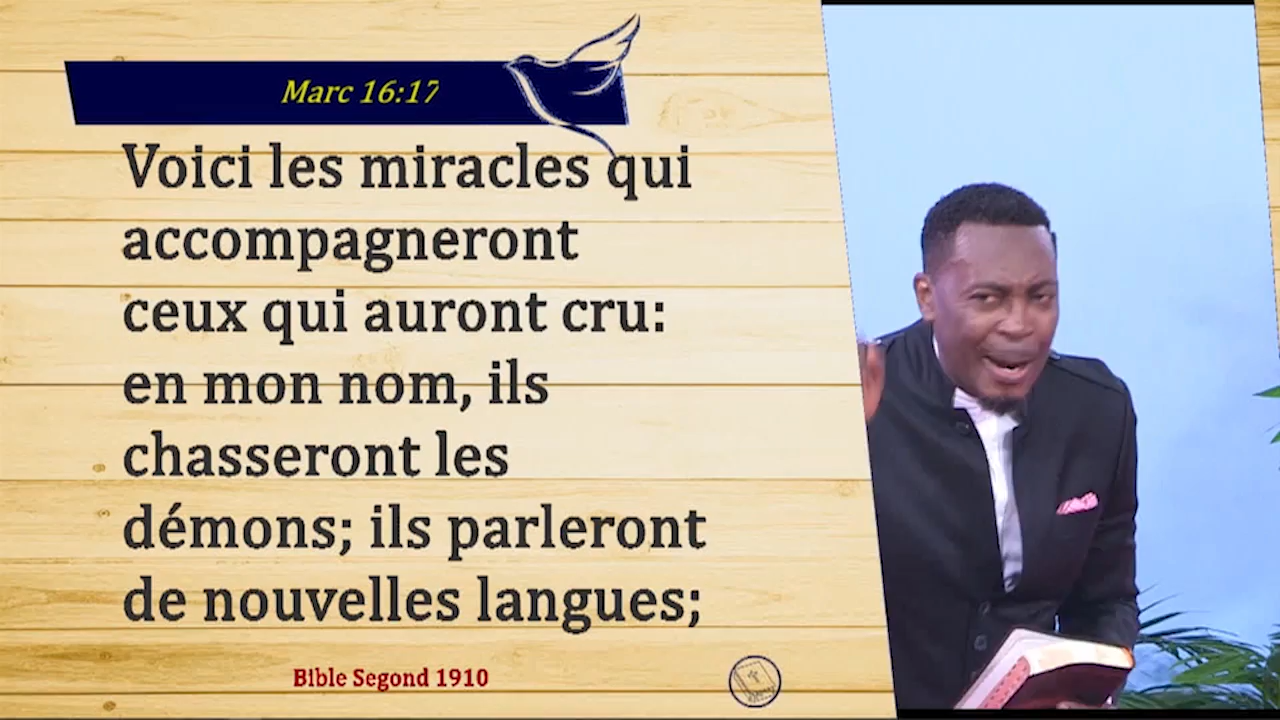 Marc 16:17
Voici les miracles qui
accompagneront
ceux qui auront cru:
en mon nom, ils
chasseront les
démons; ils parleront
de nouvelles langues;
Bible Segond 1910